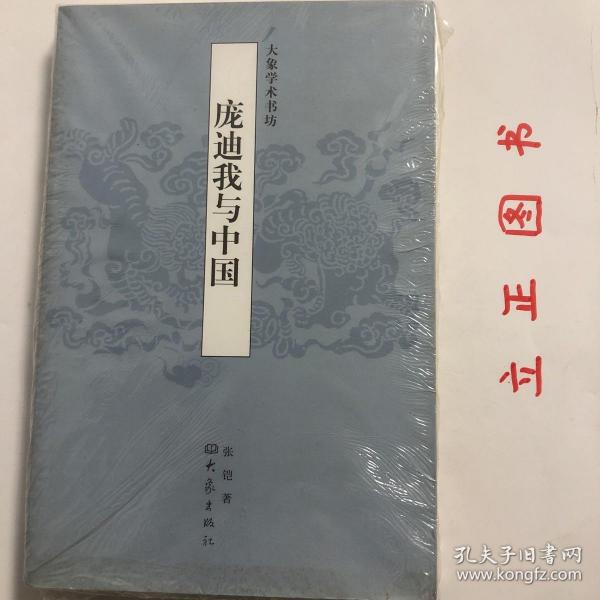 大象学术书坊
庞迪我与中国
张铠 著
大象出版社
立正图书
孔夫子旧书网
www.kongfz.com